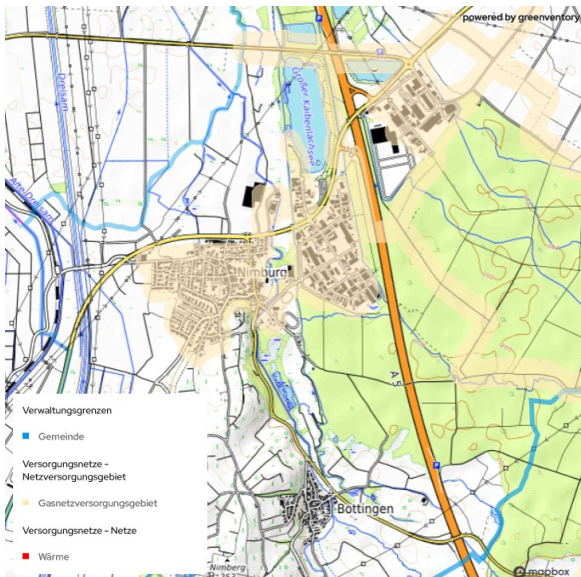 powered by greenventory
Dreisam
Großer Kaibenlachsee
P
P
Alte Dreisam
Nimburg
A 5
P
Bottingen
Nimberg
Verwaltungsgrenzen
Gemeinde
Versorgungsnetze -
Netzversorgungsgebiet
Gasnetzversorgungsgebiet
Versorgungsnetze - Netze
Wärme
mapbox